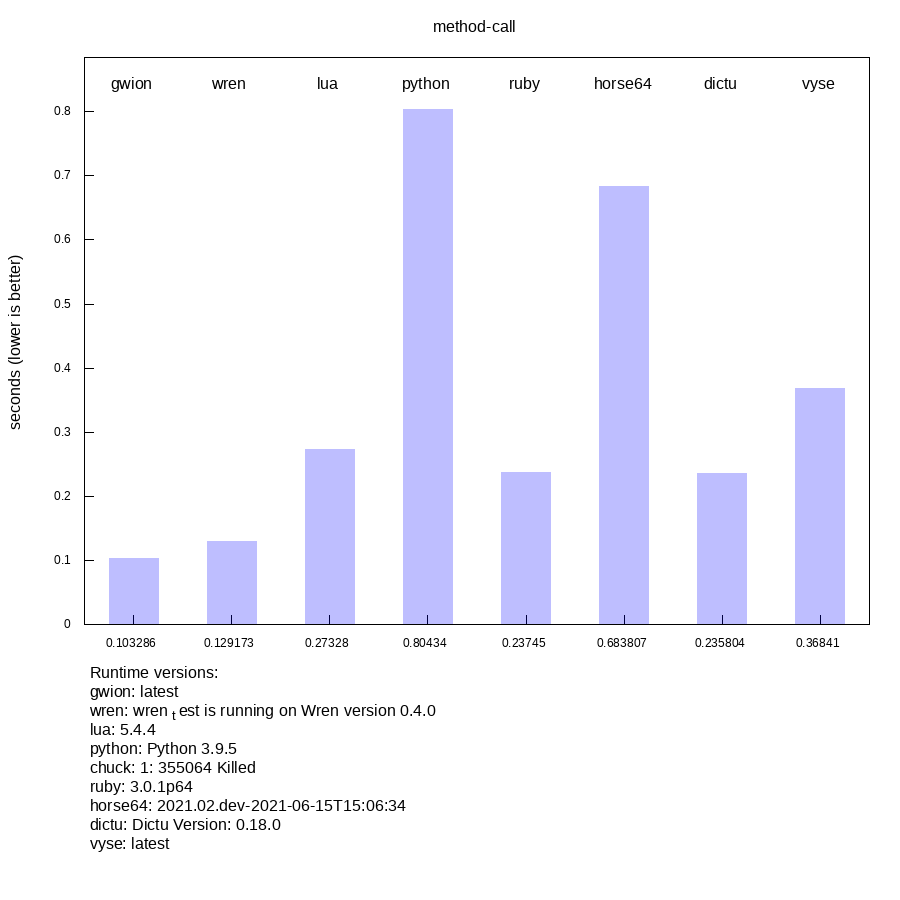 method-call
gwion wren lua python ruby horse64 dictu vyse
seconds (lower is better)
0.8
0.7
0.6
0.5
0.4
0.3
0.2
0.1
0
0.103286 0.129173 0.27328 0.80434 0.23745 0.683807 0.235804 0.36841
Runtime versions:
gwion: latest
wren: wren test is running on Wren version 0.4.0
lua: 5.4.4
python: Python 3.9.5
chuck: 1: 355064 Killed
ruby: 3.0.1p64
horse64: 2021.02.dev-2021-06-15T15:06:34
dictu: Dictu Version: 0.18.0
vyse: latest